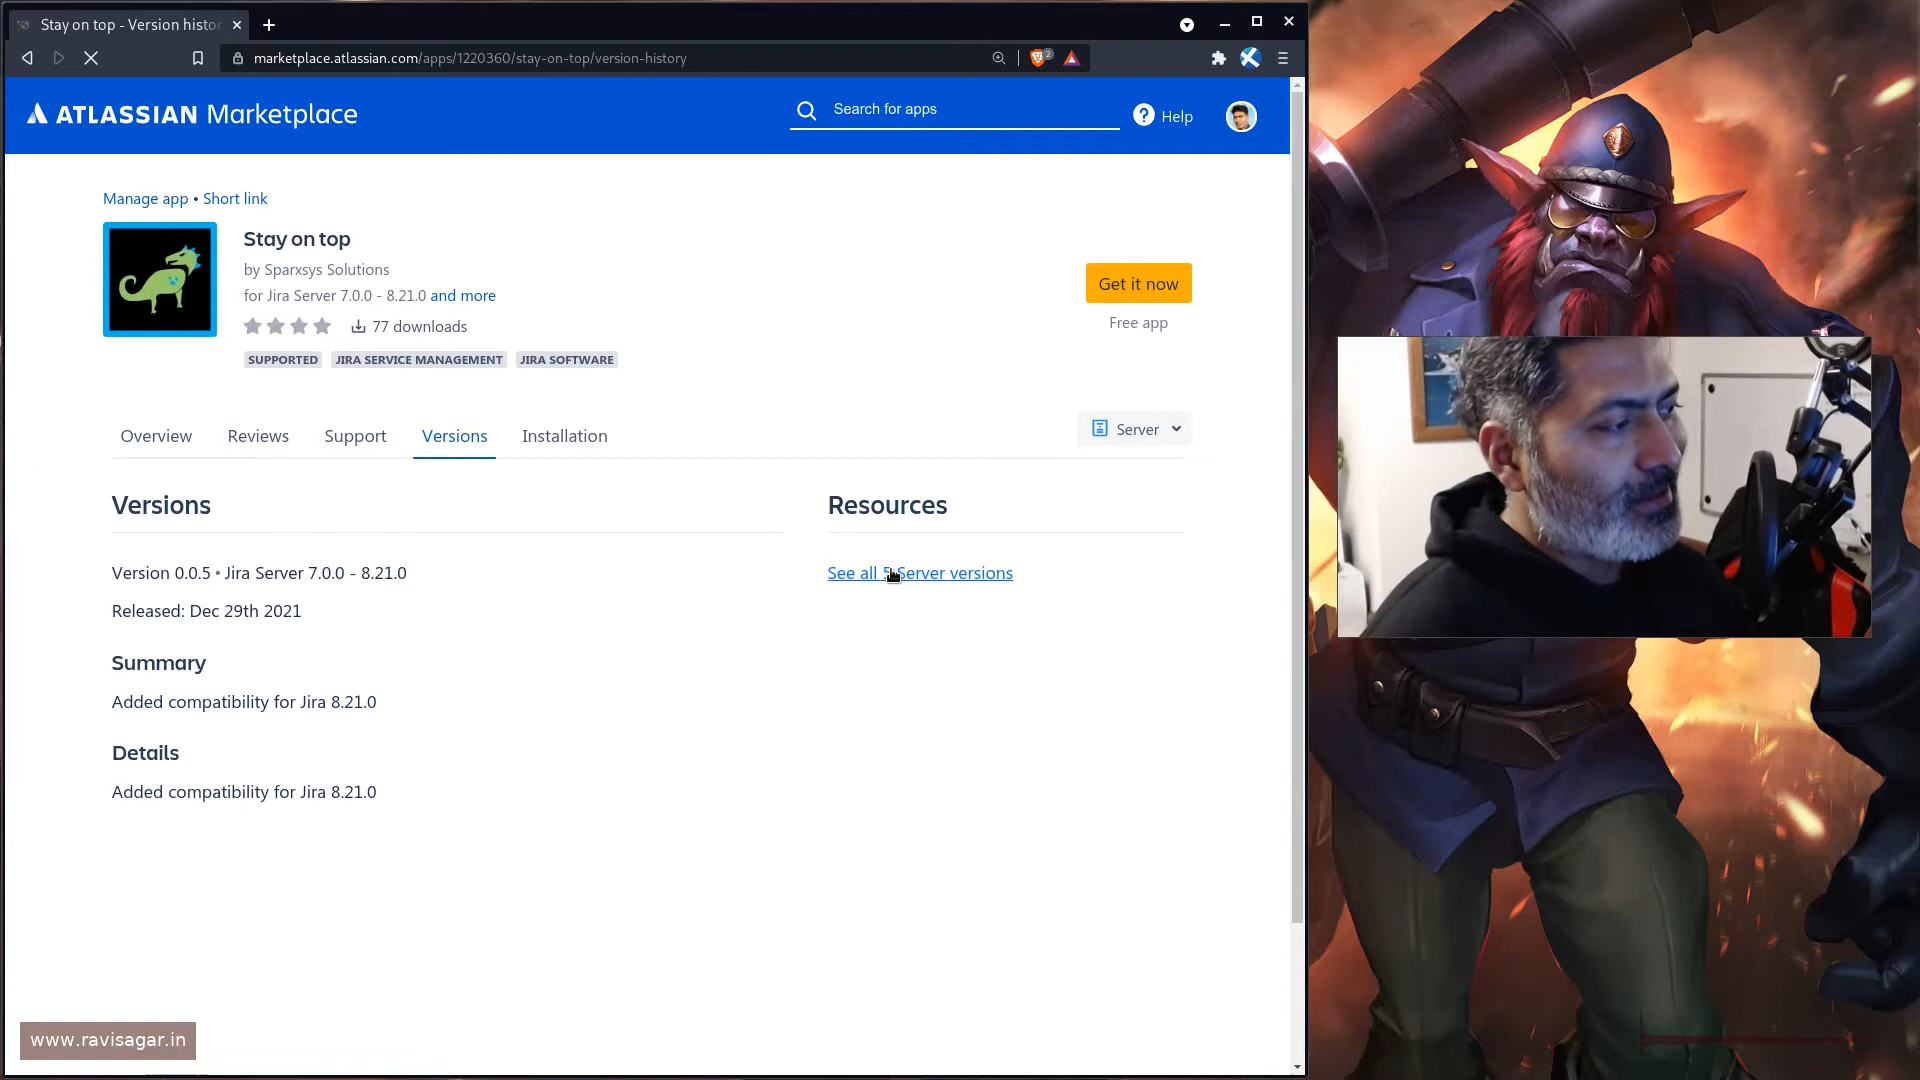 Stay on top - Version histor
marketplace.atlassian.com/apps/1220360/stay-on-top/version-history
2
ATLASSIAN Marketplace
Search for apps
? Help
Manage app • Short link
Stay on top
by Sparxsys Solutions
for Jira Server 7.0.0 - 8.21.0 and more
77 downloads
SUPPORTED JIRA SERVICE MANAGEMENT JIRA SOFTWARE
Get it now
Free app
Overview Reviews Support Versions Installation
Server
Versions
Version 0.0.5 • Jira Server 7.0.0 - 8.21.0
Released: Dec 29th 2021
Summary
Added compatibility for Jira 8.21.0
Details
Added compatibility for Jira 8.21.0
Resources
See all 5 Server versions
www.ravisagar.in